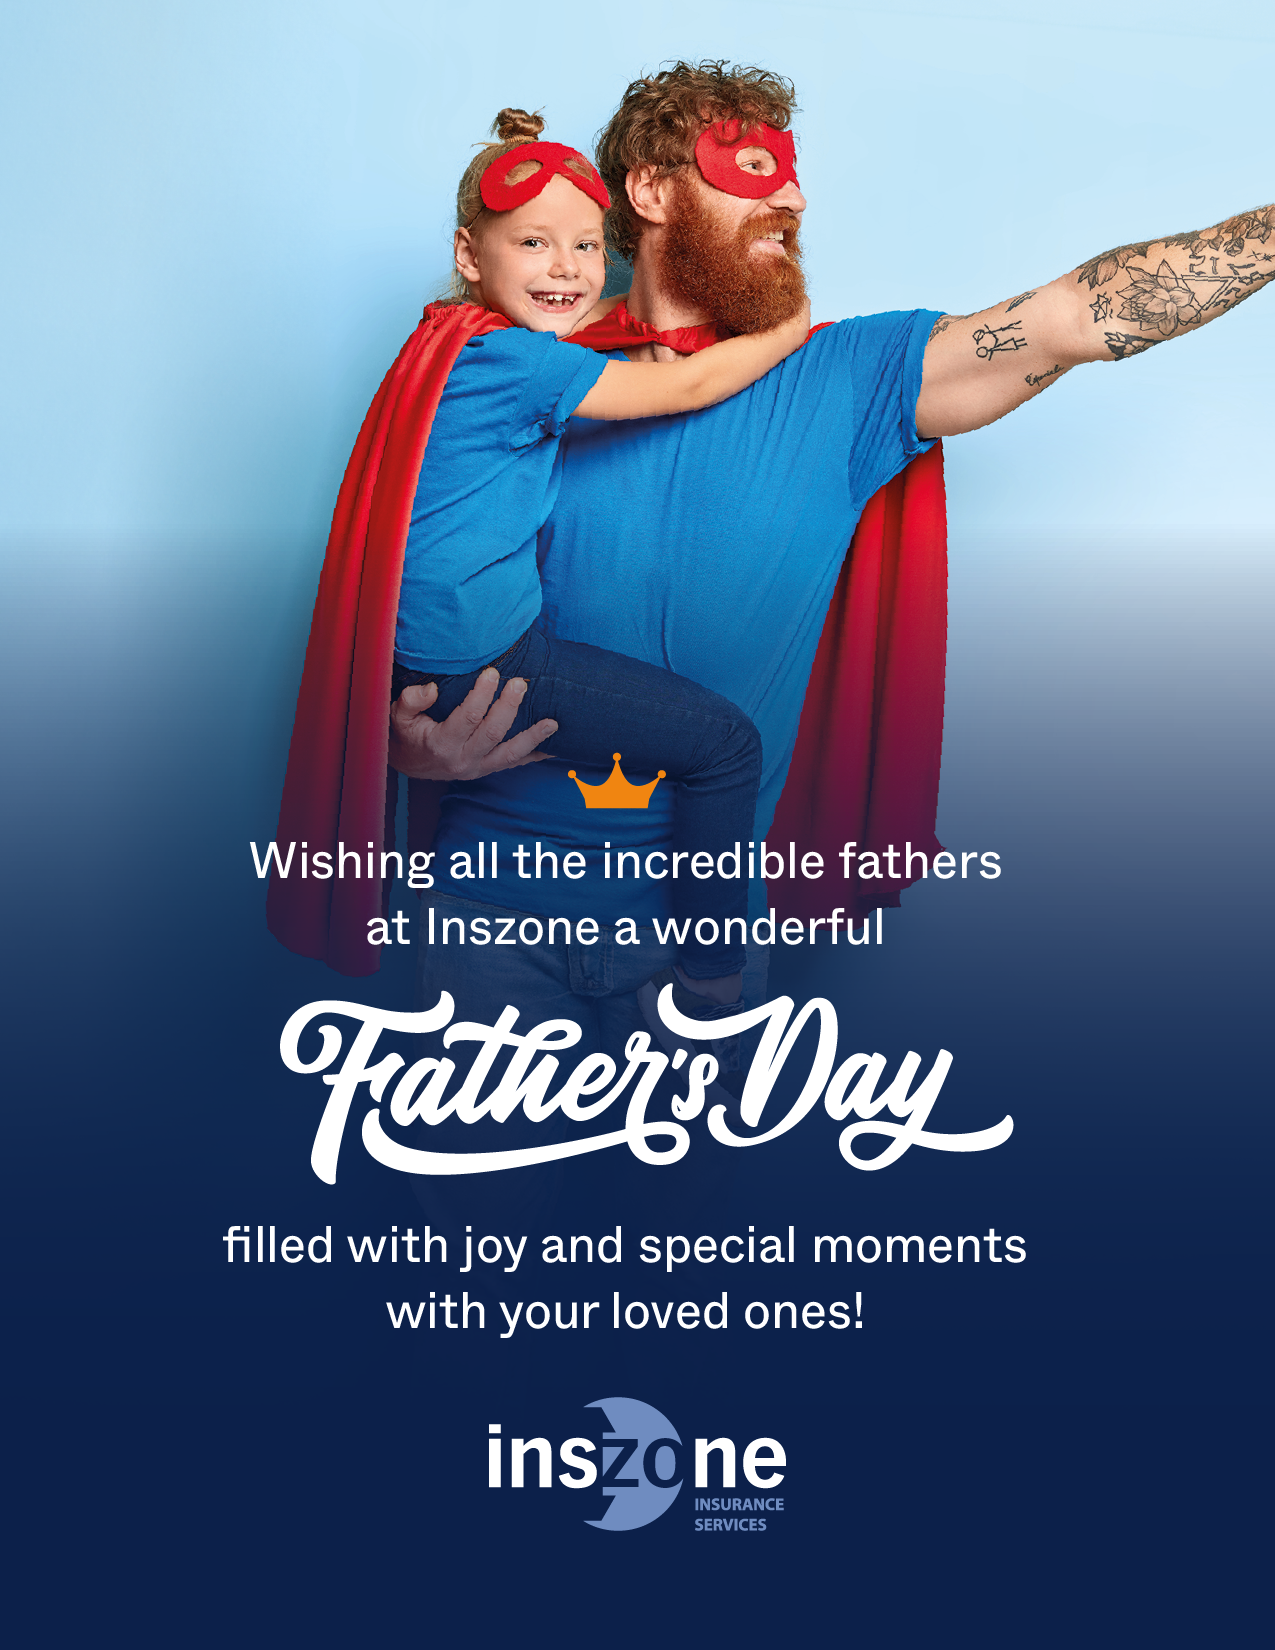 Wishing all the incredible fathers
at Inszone a wonderful
Father's Day
filled with joy and special moments
with your loved ones!
inszone
INSURANCE
SERVICES